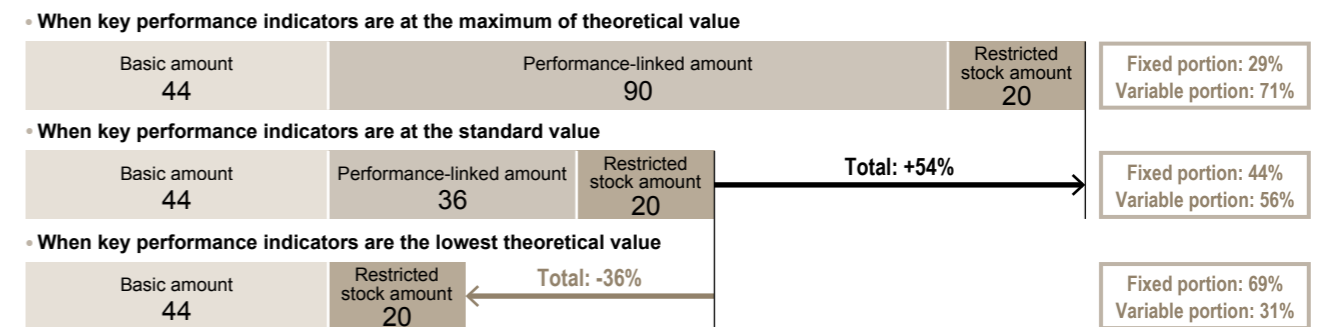 • When key performance indicators are at the maximum of theoretical value
Basic amount
44
Performance-linked amount
90
Restricted
stock amount
20
Fixed portion: 29%
Variable portion: 71%
• When key performance indicators are at the standard value
Basic amount
44
Performance-linked amount
36
Restricted
stock amount
20
Total: +54%
Fixed portion: 44%
Variable portion: 56%
• When key performance indicators are the lowest theoretical value
Basic amount
44
Restricted
stock amount
20
Total: -36%
Fixed portion: 69%
Variable portion: 31%